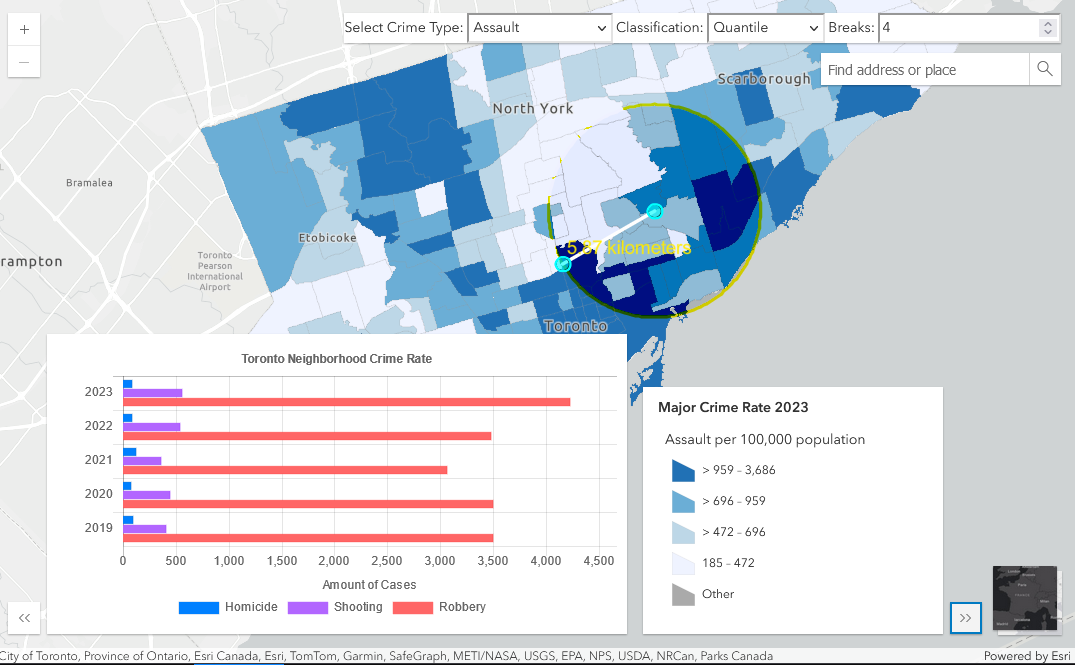 +
Select Crime Type: Assault Classification: Quantile Breaks: 4
−
Find address or place
Scarborough
North York
Bramalea
Etobicoke
5.87 kilometers
Toronto
Pearson
International
Airport
rampton
Toronto
Toronto Neighborhood Crime Rate
2023
2022
2021
2020
2019
0 500 1,000 1,500 2,000 2,500 3,000 3,500 4,000 4,500
Amount of Cases
Homicide Shooting Robbery
Major Crime Rate 2023
Assault per 100,000 population
> 959 – 3,686
> 696 – 959
> 472 – 696
185 – 472
Other
City of Toronto, Province of Ontario, Esri Canada, Esri, TomTom, Garmin, SafeGraph, METI/NASA, USGS, EPA, NPS, USDA, NRCan, Parks Canada
Powered by Esri